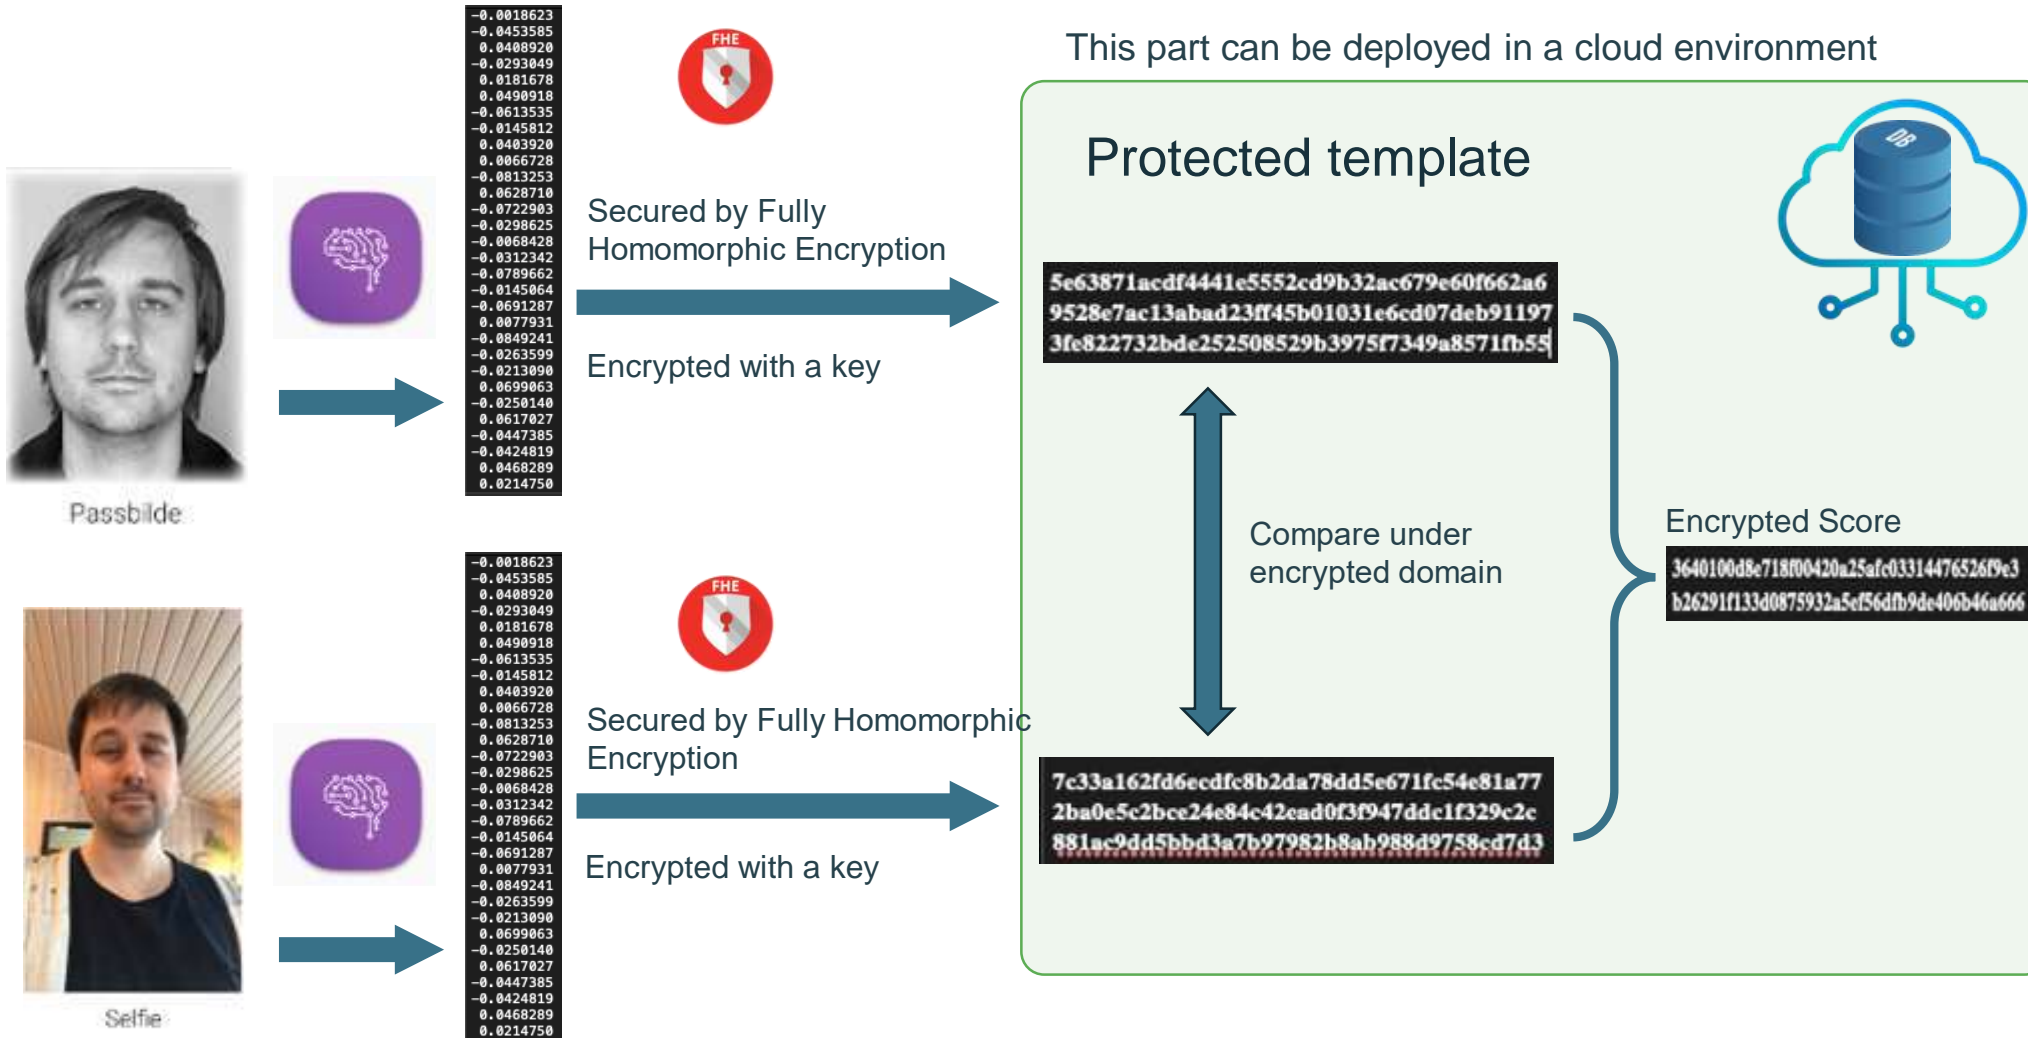 This part can be deployed in a cloud environment
-0.0018623
-0.0453585
0.0408920
-0.0293049
0.0181678
0.0490918
-0.0613535
-0.0145812
0.0403920
0.0066728
-0.0813253
0.0628710
-0.0722903
-0.0298625
-0.0068428
-0.0312342
-0.0789662
-0.0145064
-0.0691287
0.0077931
-0.0849241
-0.0263599
-0.0213090
0.0699063
-0.0250140
0.0617027
-0.0447385
-0.0424819
0.0468289
0.0214750
FHE
Secured by Fully
Homomorphic Encryption
Encrypted with a key
Passbilde
Protected template
DB
5e63871acdf4441e5552cd9b32ac679e60f662a6
9528e7ac13abad23ff45b01031e6cd07deb91197
3fe822732bde252508529b3975f7349a8571fb55
Compare under
encrypted domain
Encrypted Score
3640100d8e718f00420a25afc03314476526f9e3
b26291f133d0875932a5ef56dfb9de406b46a666
-0.0018623
-0.0453585
0.0408920
-0.0293049
0.0181678
0.0490918
-0.0613535
-0.0145812
0.0403920
0.0066728
-0.0813253
0.0628710
-0.0722903
-0.0298625
-0.0068428
-0.0312342
-0.0789662
-0.0145064
-0.0691287
0.0077931
-0.0849241
-0.0263599
-0.0213090
0.0699063
-0.0250140
0.0617027
-0.0447385
-0.0424819
0.0468289
0.0214750
FHE
Secured by Fully Homomorphic
Encryption
Encrypted with a key
7c33a162fd6ecdfc8b2da78dd5e671fc54e81a77
2ba0e5c2bce24e84c42ead0f3f947ddc1f329c2c
881ac9dd5bbd3a7b97982b8ab988d9758cd7d3
Selfie